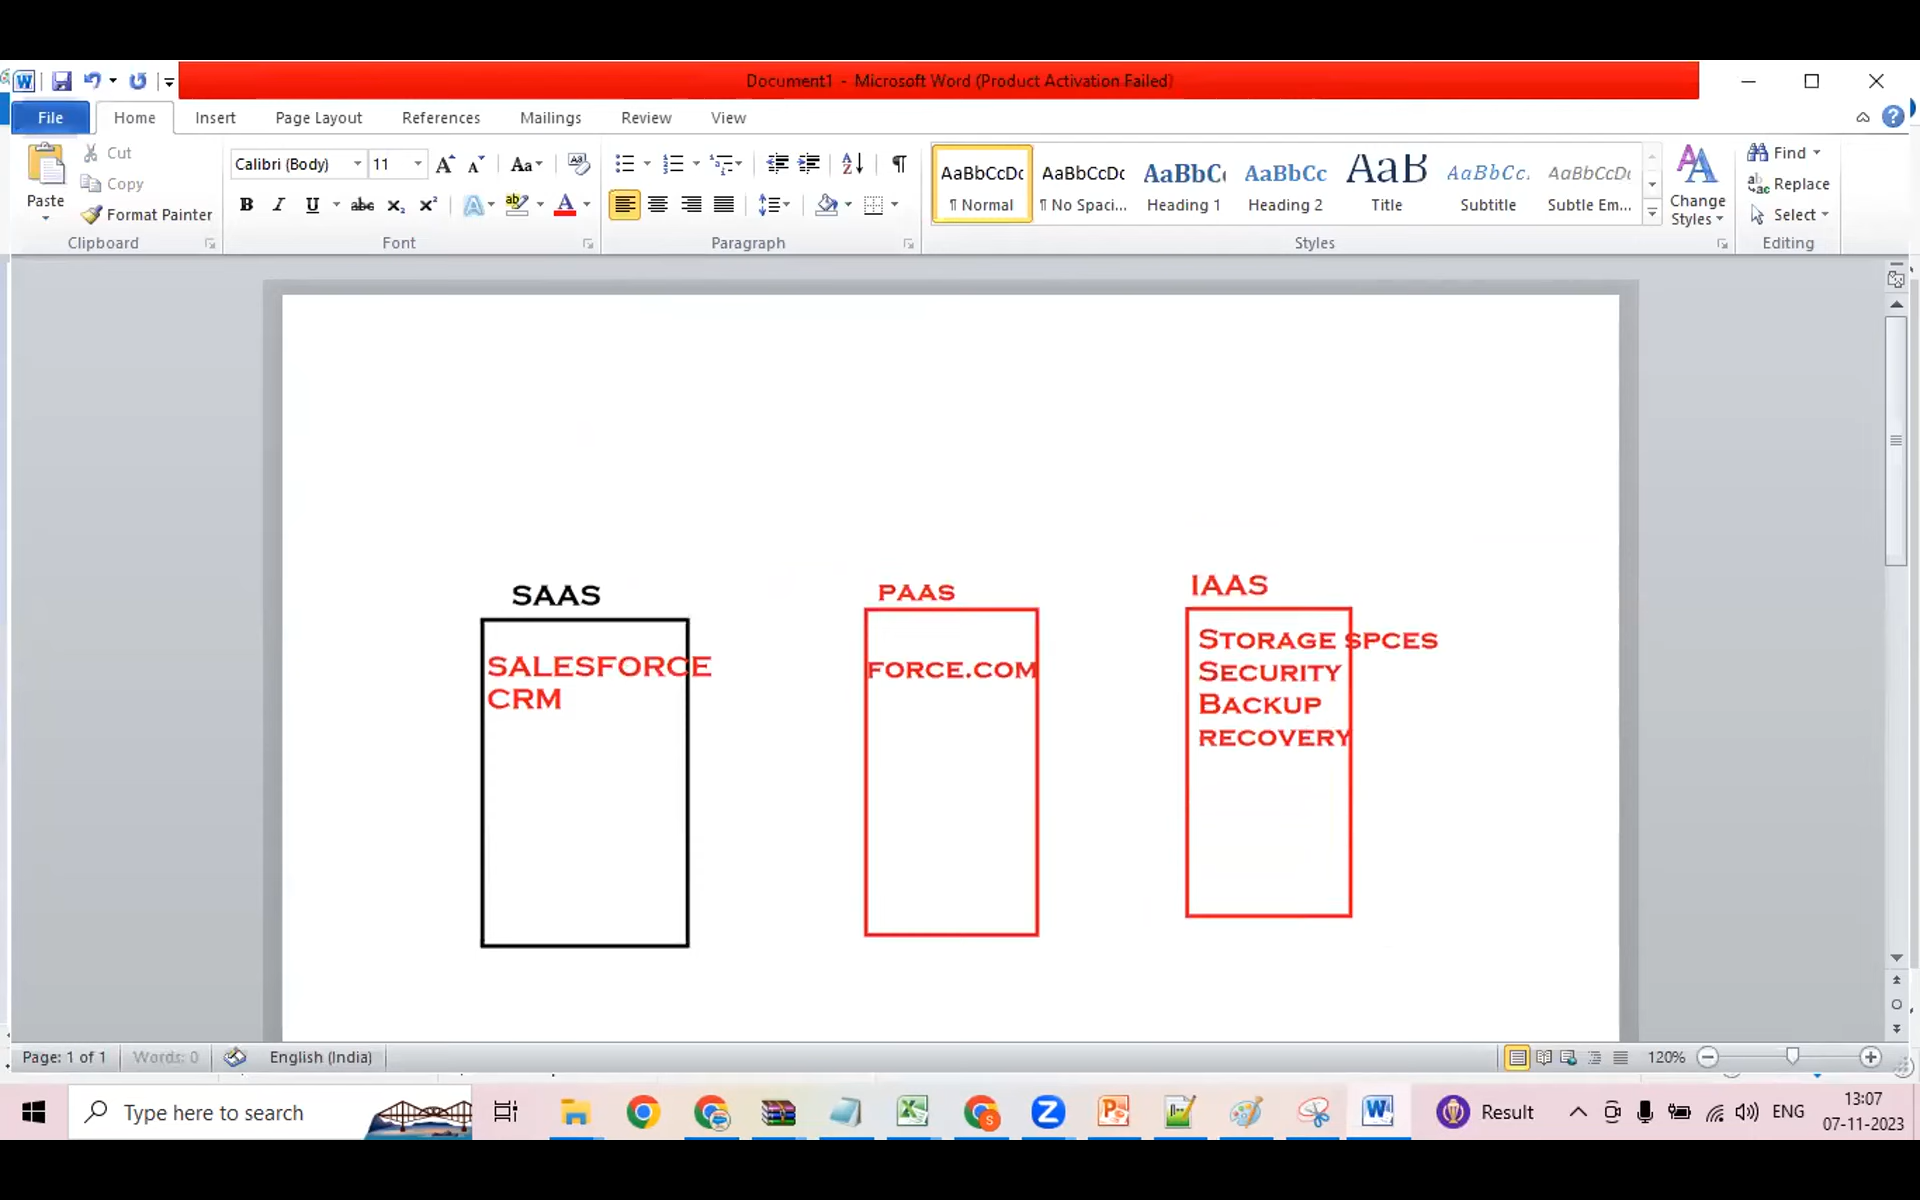 Document1 - Microsoft Word (Product Activation Failed)
File Home Insert Page Layout References Mailings Review View
Paste
Cut
Copy
Format Painter
Clipboard
Calibri (Body) 11
Font
Paragraph
AaBbCcDc AaBbCcDc AaBbC AaBbCc AaB AaBbCc. AaBbCcDc
¶ Normal ¶ No Spaci... Heading 1 Heading 2 Title Subtitle Subtle Em...
Styles
Change
Styles
Find
Replace
Select
Editing
SAAS
SALESFORCE
CRM
PAAS
FORCE.COM
IAAS
STORAGE SPCES
SECURITY
BACKUP
RECOVERY
Page: 1 of 1 Words: 0 English (India) 120%
Type here to search
Result ENG
13:07
07-11-2023